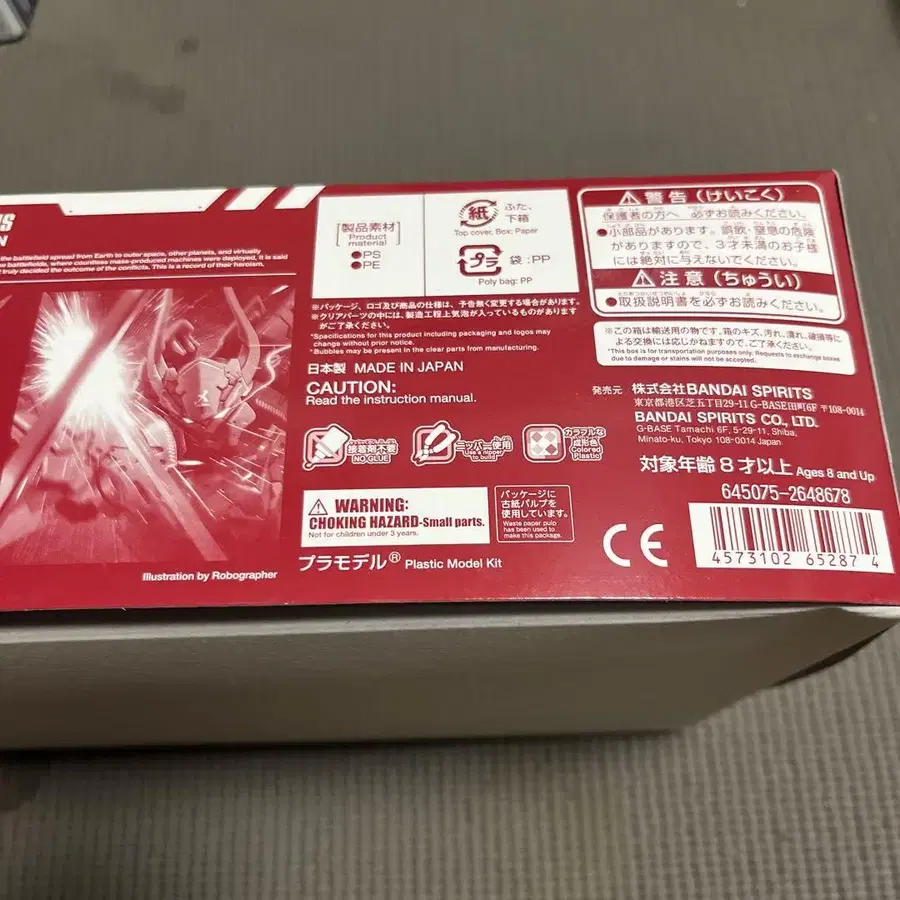 N
the battlefield spread from Earth to outer space, other planets, and virtually
battlefields, where countless mass-produced machines were deployed, it is said
truly decided the outcome of the conflicts. This is a record of their heroism.
Illustration by Robographer
[製品素材]
Product material
●PS
●PE
紙 ふた、下箱
Top cover, Box: Paper
プラ 袋:PP
Poly bag: PP
※パッケージ、ロゴ及び商品の仕様は、予告無く変更する場合があります。
※クリアパーツの中には、製造工程上気泡が入っているものがあります
がご了承ください。
*Specifications for this product including packaging and logos may
change without prior notice.
*Bubbles may be present in the clear parts from manufacturing.
日本製 MADE IN JAPAN
CAUTION:
Read the instruction manual.
接着剤不要
NO GLUE
ニッパー使用
Use a nipper
to build
カラフルな
成形色
Colored
Plastic
WARNING:
CHOKING HAZARD-Small parts.
Not for children under 3 years.
パッケージに
古紙パルプを
使用しています。
Waste paper pulp
has been used to
make this package.
プラモデル® Plastic Model Kit
警告(けいこく)
保護者の方へ 必ずお読みください。
●小部品があります。誤飲・窒息の危険
がありますので、3才未満のお子様
には絶対に与えないでください。
注意(ちゅうい)
●取扱説明書を必ずお読みください。
※この箱は輸送用の物です。箱のキズ、汚れ、潰れ、破損等に
よる交換には応じかねますので、ご了承ください。
*This box is for transportation purposes only. Requests to exchange boxes
due to damage or stains will not be accepted.
発売元 株式会社BANDAI SPIRITS
東京都港区芝五丁目29-11 G-BASE田町6F 〒108-0014
BANDAI SPIRITS CO., LTD.
G-BASE Tamachi 6F, 5-29-11, Shiba,
Minato-ku, Tokyo 108-0014 Japan
対象年齢8才以上 Ages 8 and Up
645075-2648678
CE
4573102 65287 4